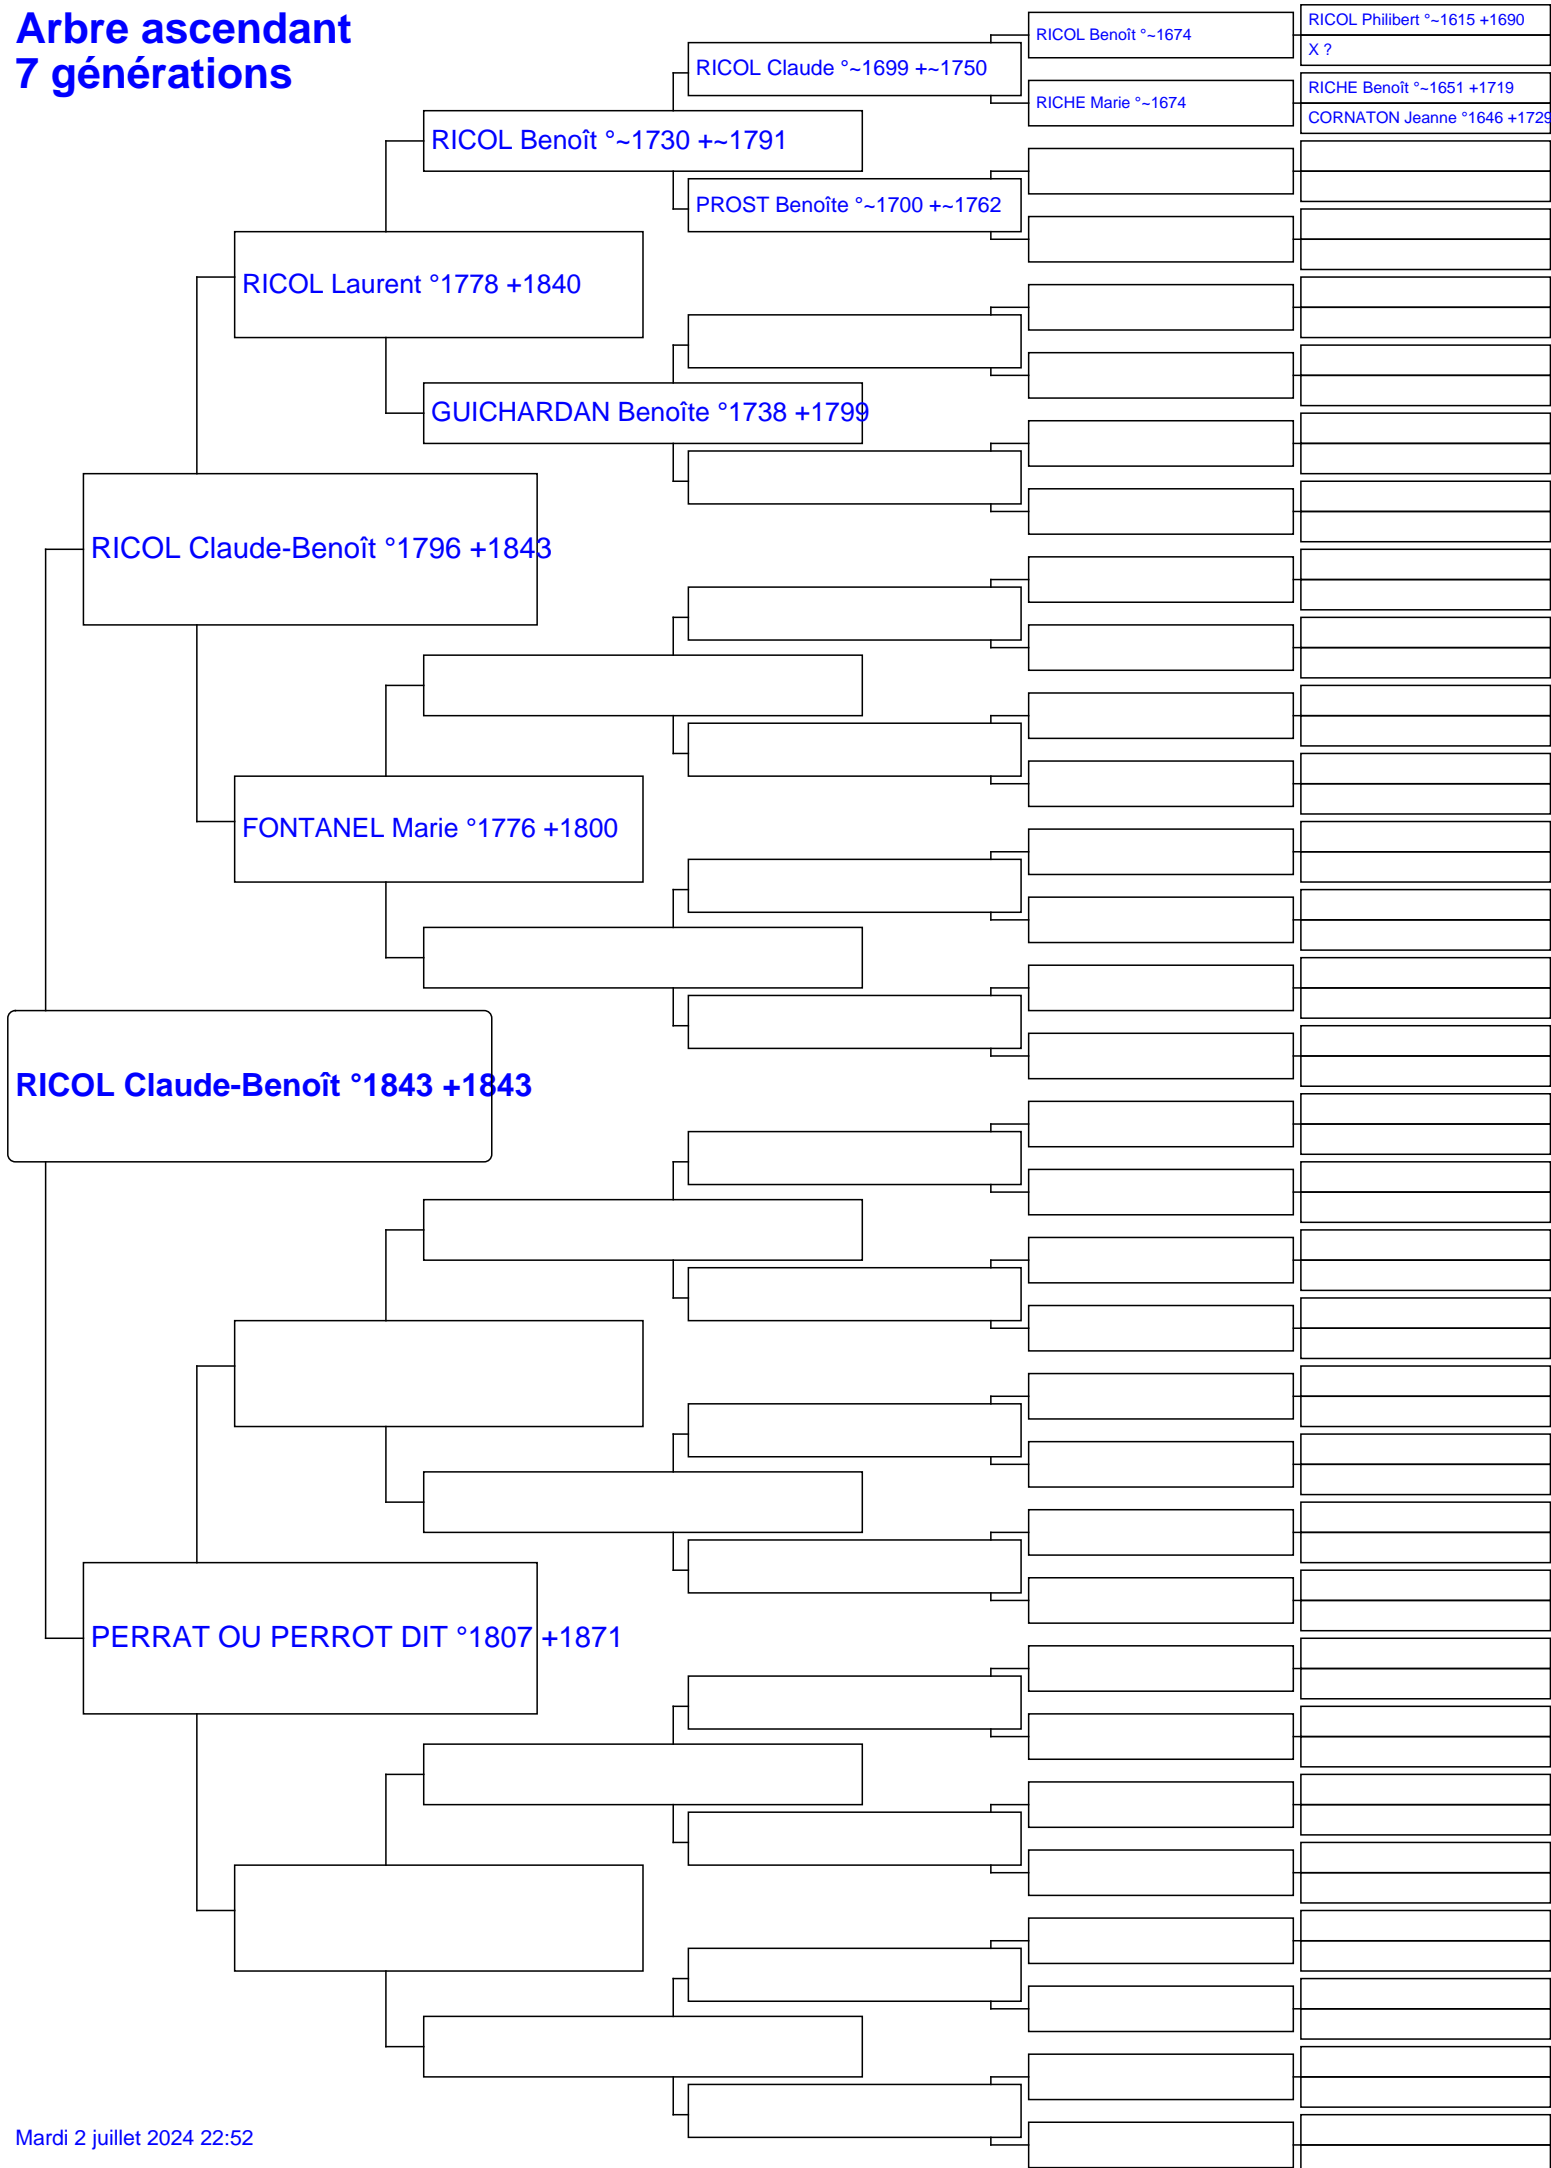 Arbre ascendant
7 générations
RICOL Philibert °~1615 +1690
RICOL Benoît °~1674
X ?
RICOL Claude °~1699 +~1750
RICHE Benoît °~1651 +1719
RICHE Marie °~1674
CORNATON Jeanne °1646 +1729
RICOL Benoît °~1730 +~1791
PROST Benoîte °~1700 +~1762
RICOL Laurent °1778 +1840
GUICHARDAN Benoîte °1738 +1799
RICOL Claude-Benoît °1796 +1843
FONTANEL Marie °1776 +1800
RICOL Claude-Benoît °1843 +1843
PERRAT OU PERROT DIT °1807 +1871
Mardi 2 juillet 2024 22:52